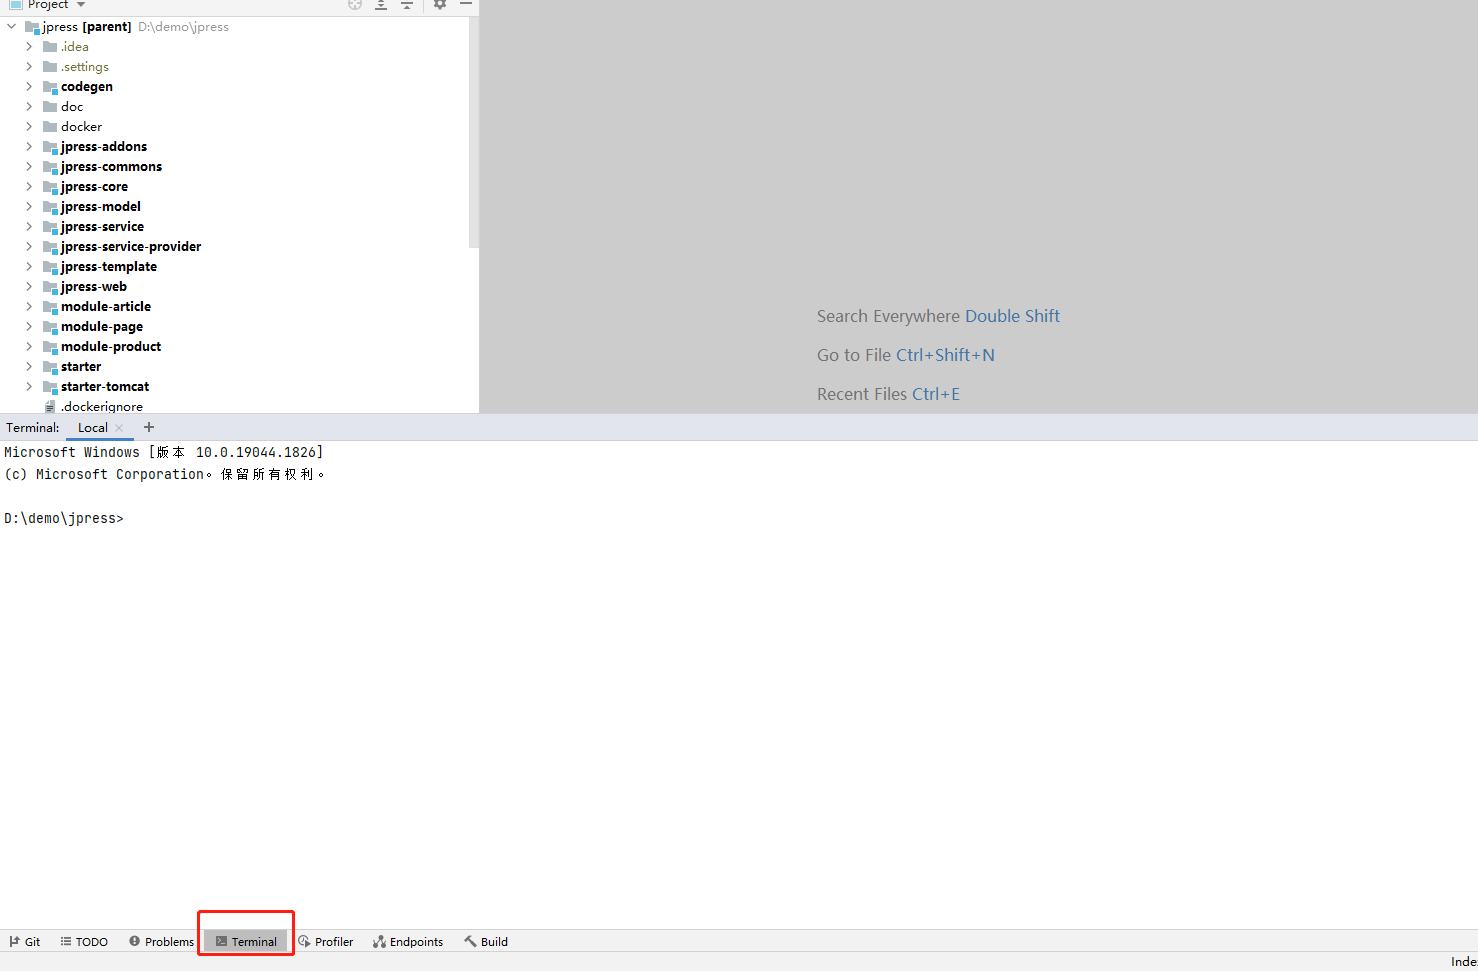 Project
jpress [parent] D:\demo\jpress
.idea
.settings
codegen
doc
docker
jpress-addons
jpress-commons
jpress-core
jpress-model
jpress-service
jpress-service-provider
jpress-template
jpress-web
module-article
module-page
module-product
starter
starter-tomcat
.dockerignore
Search Everywhere Double Shift
Go to File Ctrl+Shift+N
Recent Files Ctrl+E
Terminal: Local
Microsoft Windows [版本 10.0.19044.1826]
(c) Microsoft Corporation。保留所有权利。
D:\demo\jpress>
Git TODO Problems Terminal Profiler Endpoints Build